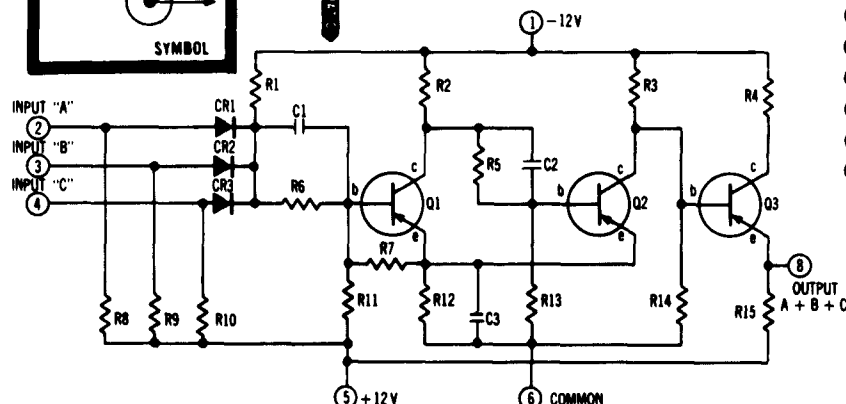 SYMBOL
1 -12V
R1
R2
R3
R4
INPUT "A"
2
CR1
C1
INPUT "B"
3
CR2
R5
C2
INPUT "C"
4
CR3
R6
b
c
Q1
e
b
c
Q2
e
b
c
Q3
e
R7
8
OUTPUT
A + B + C
R8
R9
R10
R11
R12
C3
R13
R14
R15
5 +12V
6 COMMON